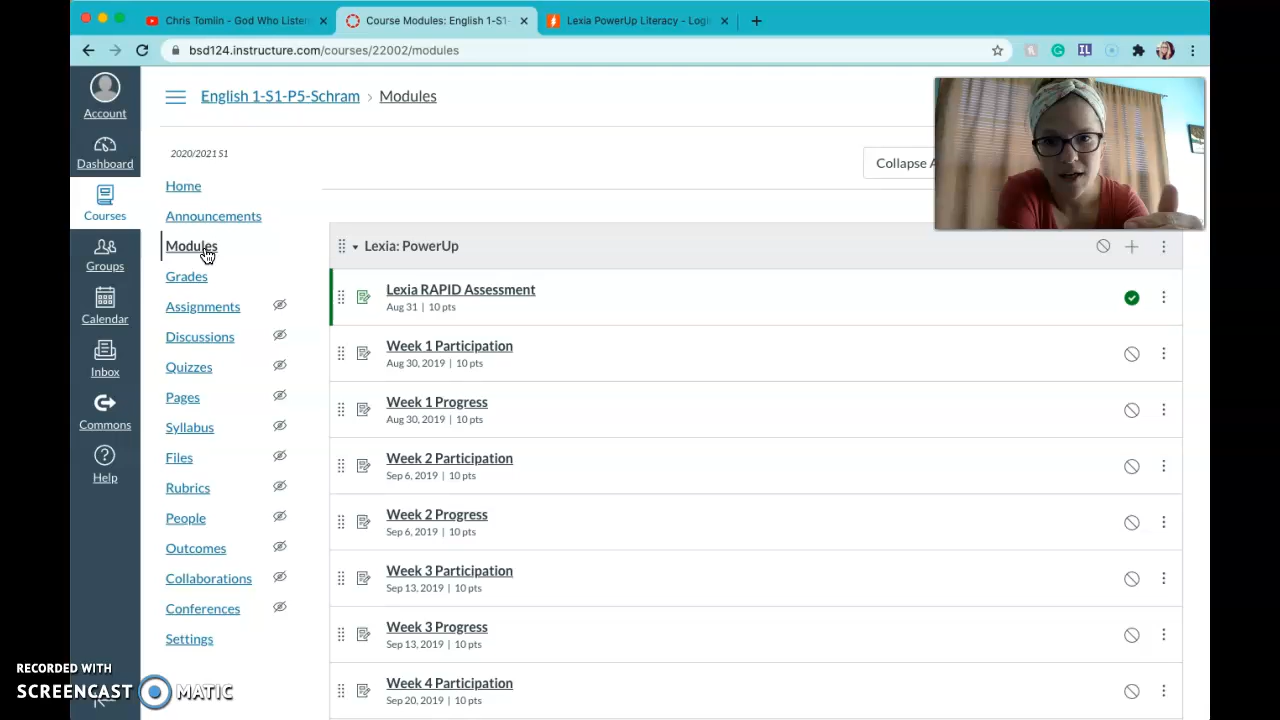 Chris Tomlin - God Who Listen
Course Modules: English 1-S1-
Lexia PowerUp Literacy - Logi
bsd124.instructure.com/courses/22002/modules
IL
English 1-S1-P5-Schram › Modules
Account
Dashboard
Courses
Groups
Calendar
Inbox
Commons
Help
2020/2021 S1
Home
Announcements
Modules
Grades
Assignments
Discussions
Quizzes
Pages
Syllabus
Files
Rubrics
People
Outcomes
Collaborations
Conferences
Settings
Collapse A
Lexia: PowerUp
Lexia RAPID Assessment
Aug 31 | 10 pts
Week 1 Participation
Aug 30, 2019 | 10 pts
Week 1 Progress
Aug 30, 2019 | 10 pts
Week 2 Participation
Sep 6, 2019 | 10 pts
Week 2 Progress
Sep 6, 2019 | 10 pts
Week 3 Participation
Sep 13, 2019 | 10 pts
Week 3 Progress
Sep 13, 2019 | 10 pts
Week 4 Participation
Sep 20, 2019 | 10 pts
RECORDED WITH
SCREENCAST MATIC